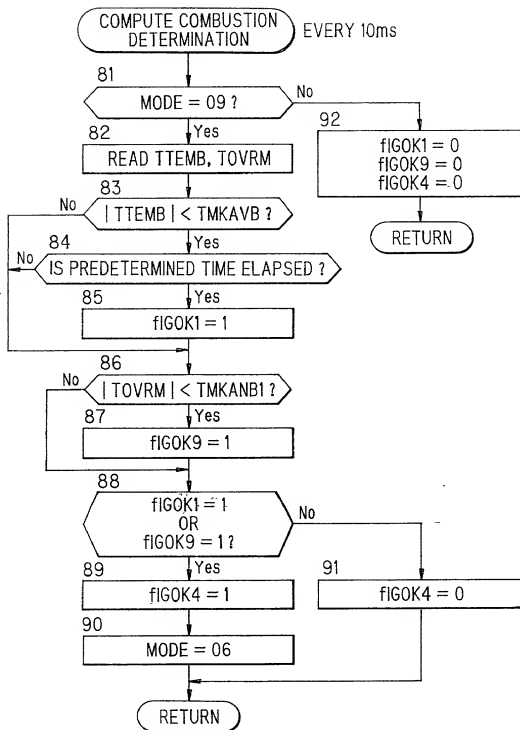 COMPUTE COMBUSTION
DETERMINATION
EVERY 10ms
81
MODE = 09 ?
No
Yes
92
fIGOK1 = 0
fIGOK9 = 0
fIGOK4 = 0
RETURN
82
READ TTEMB, TOVRM
83
No
| TTEMB | < TMKAVB ?
Yes
84
No
IS PREDETERMINED TIME ELAPSED ?
85
Yes
fIGOK1 = 1
86
No
| TOVRM | < TMKANB1 ?
87
Yes
fIGOK9 = 1
88
fIGOK1 = 1
OR
fIGOK9 = 1 ?
No
Yes
89
fIGOK4 = 1
91
fIGOK4 = 0
90
MODE = 06
RETURN